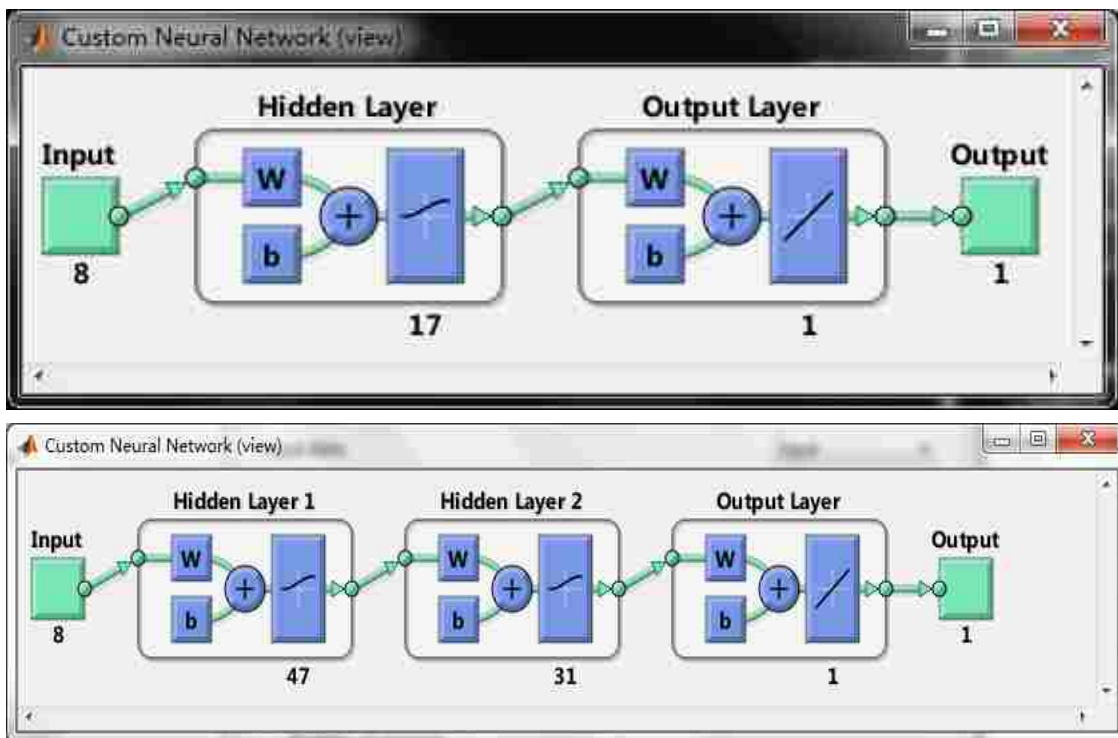 Custom Neural Network (view)
Hidden Layer
Output Layer
Input
Output
W
W
b
b
8
1
17
1
Custom Neural Network (view)
Hidden Layer 1
Hidden Layer 2
Output Layer
Input
Output
W
W
W
b
b
b
8
1
47
31
1